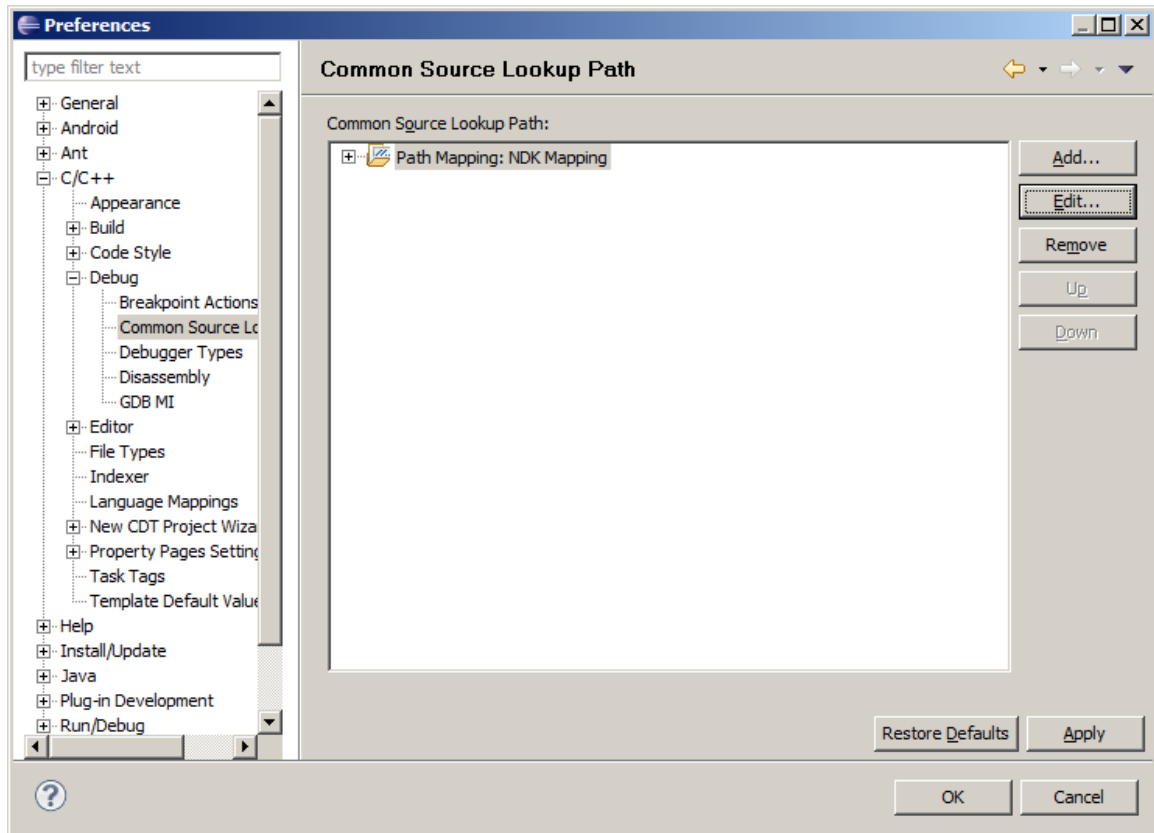 Preferences
type filter text
General
Android
Ant
C/C++
Appearance
Build
Code Style
Debug
Breakpoint Actions
Common Source Lo
Debugger Types
Disassembly
GDB MI
Editor
File Types
Indexer
Language Mappings
New CDT Project Wiza
Property Pages Setting
Task Tags
Template Default Value
Help
Install/Update
Java
Plug-in Development
Run/Debug
Common Source Lookup Path
Common Source Lookup Path:
Path Mapping: NDK Mapping
Add...
Edit...
Remove
Up
Down
Restore Defaults
Apply
?
OK
Cancel